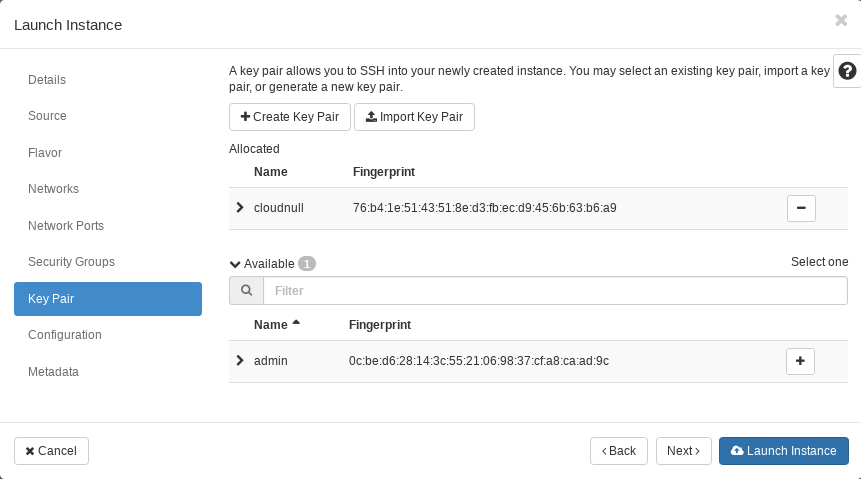 Launch Instance
Details
Source
Flavor
Networks
Network Ports
Security Groups
Key Pair
Configuration
Metadata
A key pair allows you to SSH into your newly created instance. You may select an existing key pair, import a key
pair, or generate a new key pair.
Create Key Pair Import Key Pair
Allocated
Name Fingerprint
cloudnull 76:b4:1e:51:43:51:8e:d3:fb:ec:d9:45:6b:63:b6:a9
Available 1 Select one
Filter
Name Fingerprint
admin 0c:be:d6:28:14:3c:55:21:06:98:37:cf:a8:ca:ad:9c
Cancel Back Next Launch Instance